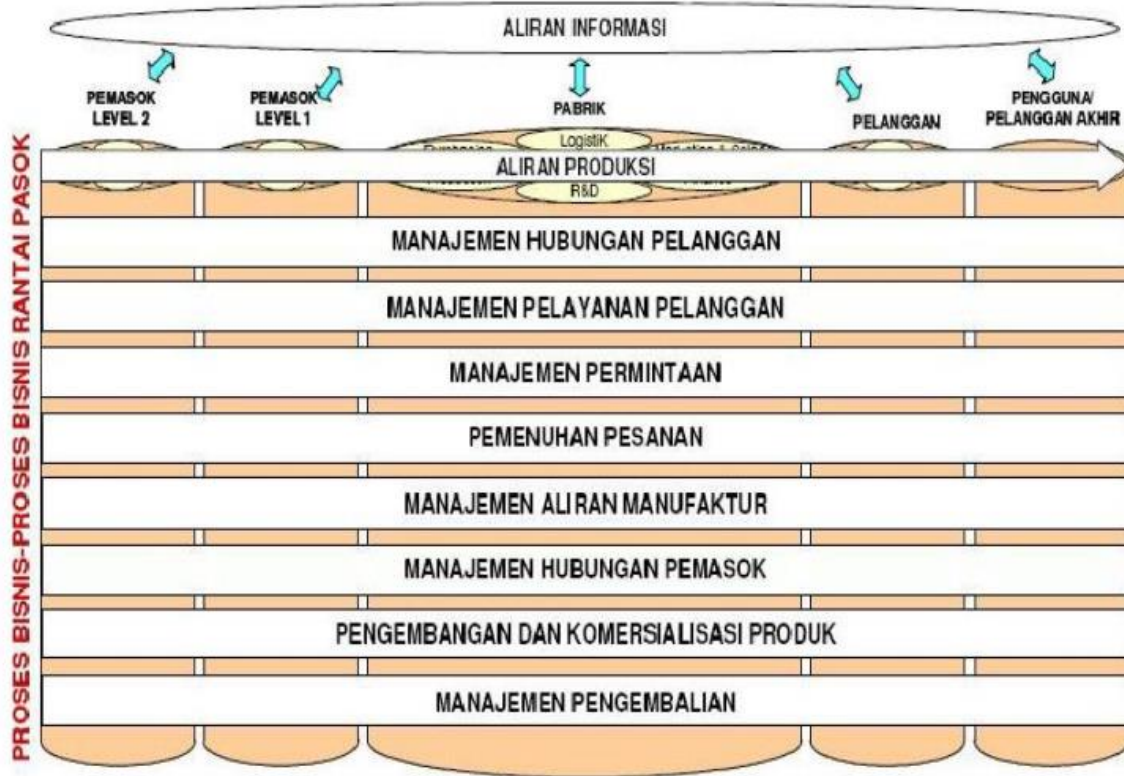 ALIRAN INFORMASI
PEMASOK
LEVEL 2
PEMASOK
LEVEL 1
PABRIK
PELANGGAN
PENGGUNA/
PELANGGAN AKHIR
Logistik
ALIRAN PRODUKSI
R&D
PROSES BISNIS-PROSES BISNIS RANTAI PASOK
MANAJEMEN HUBUNGAN PELANGGAN
MANAJEMEN PELAYANAN PELANGGAN
MANAJEMEN PERMINTAAN
PEMENUHAN PESANAN
MANAJEMEN ALIRAN MANUFAKTUR
MANAJEMEN HUBUNGAN PEMASOK
PENGEMBANGAN DAN KOMERSIALISASI PRODUK
MANAJEMEN PENGEMBALIAN